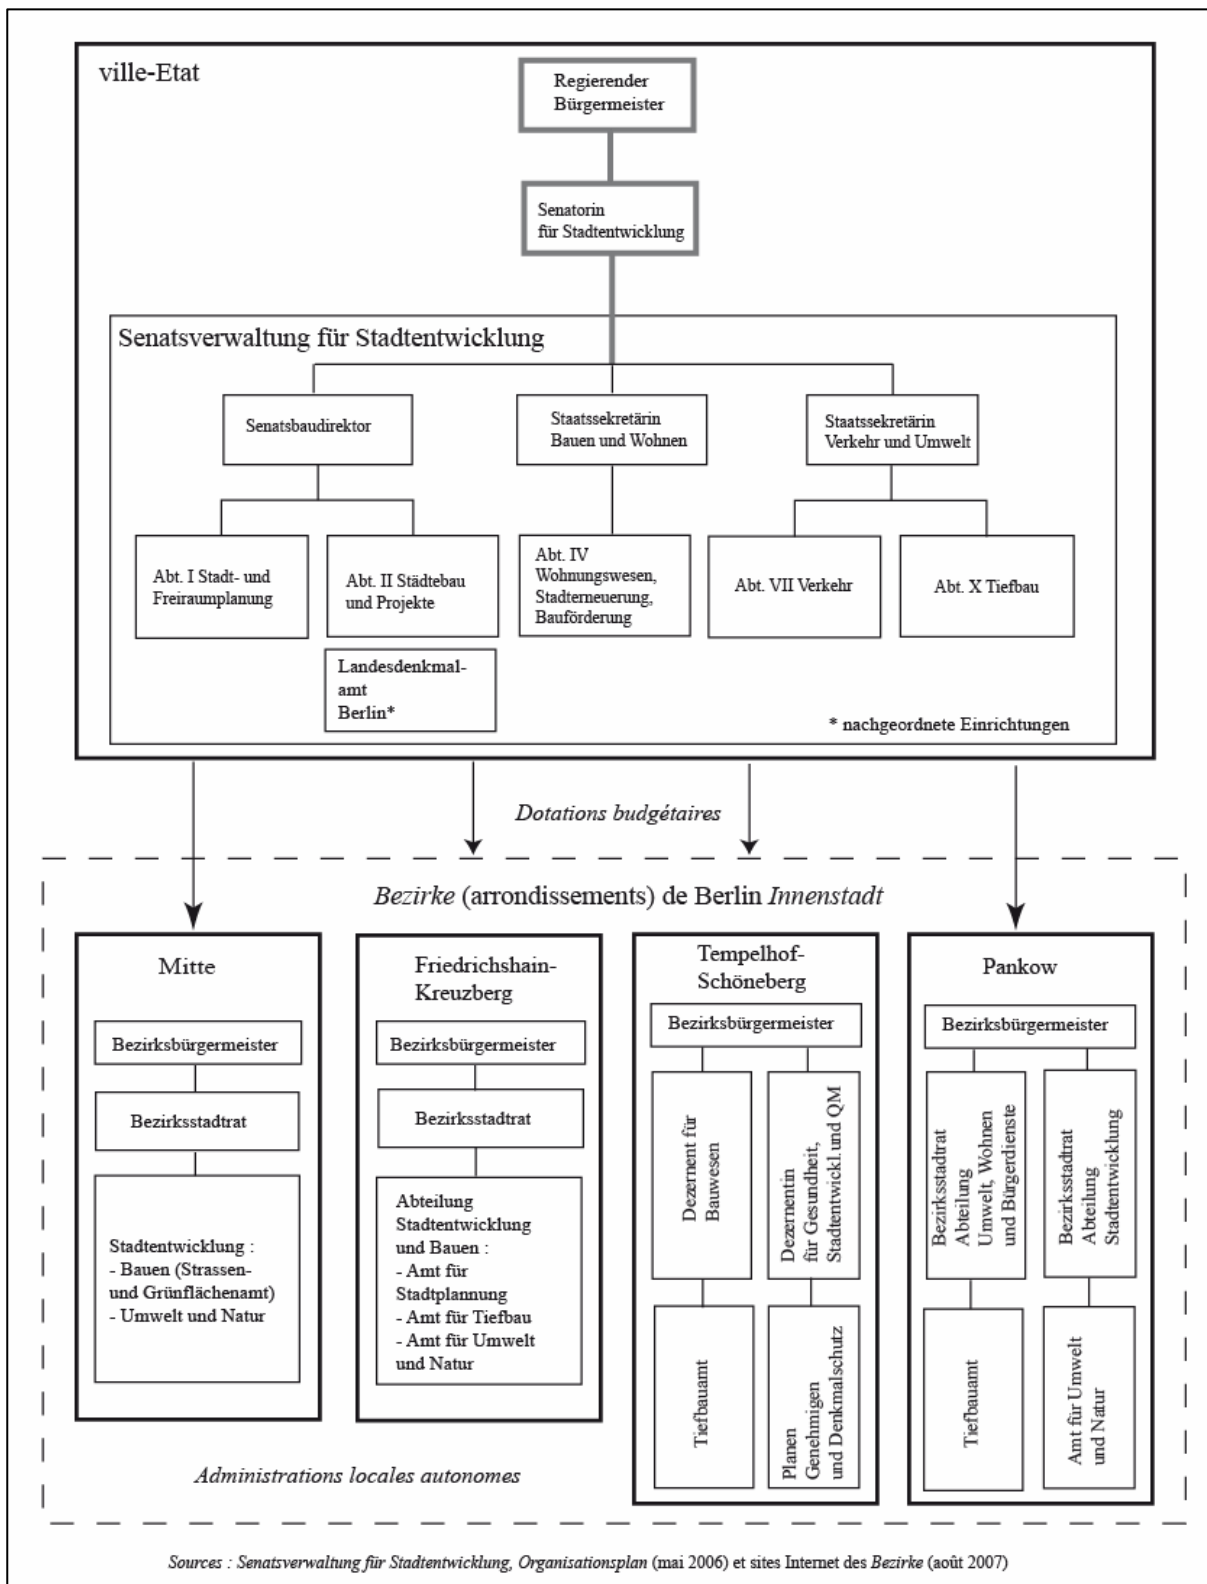 ville-Etat
Regierender
Bürgermeister
Senatorin
für Stadtentwicklung
Senatsverwaltung für Stadtentwicklung
Senatsbaudirektor
Staatssekretärin
Bauen und Wohnen
Staatssekretärin
Verkehr und Umwelt
Abt. I Stadt- und
Freiraumplanung
Abt. II Städtebau
und Projekte
Abt. IV
Wohnungswesen,
Stadterneuerung,
Bauförderung
Abt. VII Verkehr
Abt. X Tiefbau
Landesdenkmal-
amt
Berlin*
* nachgeordnete Einrichtungen
Dotations budgétaires
Bezirke (arrondissements) de Berlin Innenstadt
Mitte
Bezirksbürgermeister
Bezirksstadtrat
Stadtentwicklung :
- Bauen (Strassen-
und Grünflächenamt)
- Umwelt und Natur
Friedrichshain-
Kreuzberg
Bezirksbürgermeister
Bezirksstadtrat
Abteilung
Stadtentwicklung
und Bauen :
- Amt für
Stadtplannung
- Amt für Tiefbau
- Amt für Umwelt
und Natur
Tempelhof-
Schöneberg
Bezirksbürgermeister
Dezernent für
Bauwesen
Dezernentin
für Gesundheit,
Stadtentwickl. und QM
Tiefbauamt
Planen
Genehmigen
und Denkmalschutz
Pankow
Bezirksbürgermeister
Bezirksstadtrat
Abteilung
Umwelt, Wohnen
und Bürgerdienste
Bezirksstadtrat
Abteilung
Stadtentwicklung
Tiefbauamt
Amt für Umwelt
und Natur
Administrations locales autonomes
Sources : Senatsverwaltung für Stadtentwicklung, Organisationsplan (mai 2006) et sites Internet des Bezirke (août 2007)